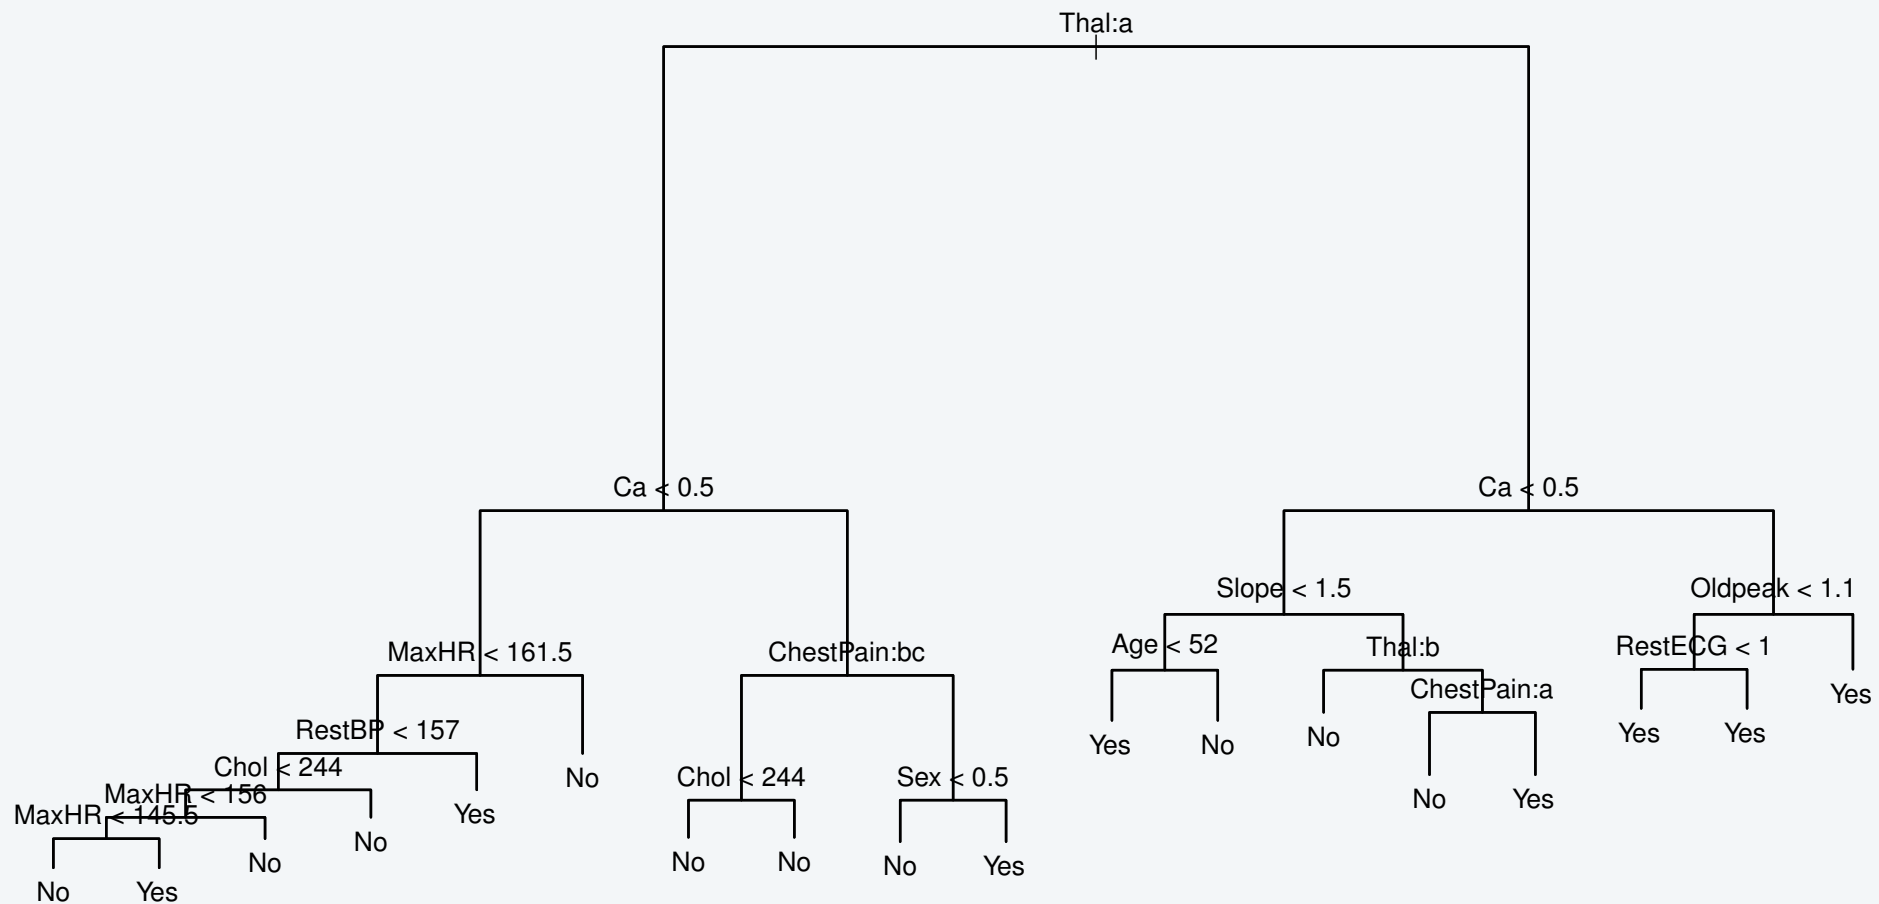 Thal:a
Ca < 0.5
Ca < 0.5
Slope < 1.5
Oldpeak < 1.1
MaxHR < 161.5
ChestPain:bc
Age < 52
Thal:b
RestECG < 1
ChestPain:a
Yes
RestBP < 157
Yes
No
No
Yes
Yes
Chol < 244
No
Chol < 244
Sex < 0.5
No
Yes
MaxHR < 156
MaxHR < 145.5
Yes
No
No
No
No
No
Yes
No
Yes